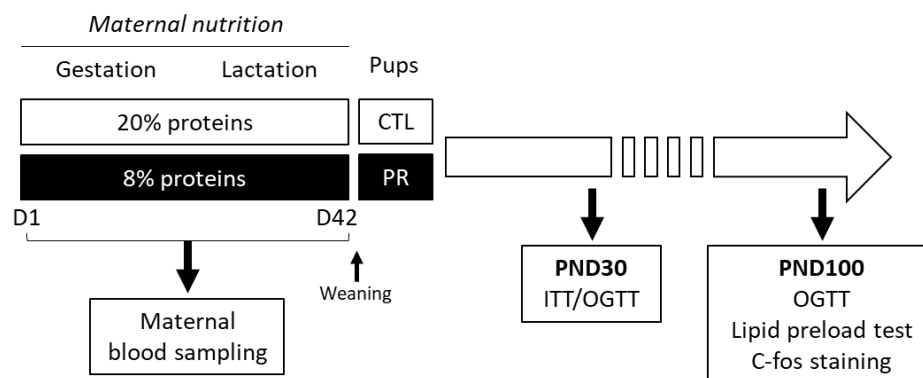 Maternal nutrition
Gestation
Lactation
Pups
20% proteins
CTL
8% proteins
PR
D1
D42
Weaning
Maternal
blood sampling
PND30
ITT/OGTT
PND100
OGTT
Lipid preload test
C-fos staining